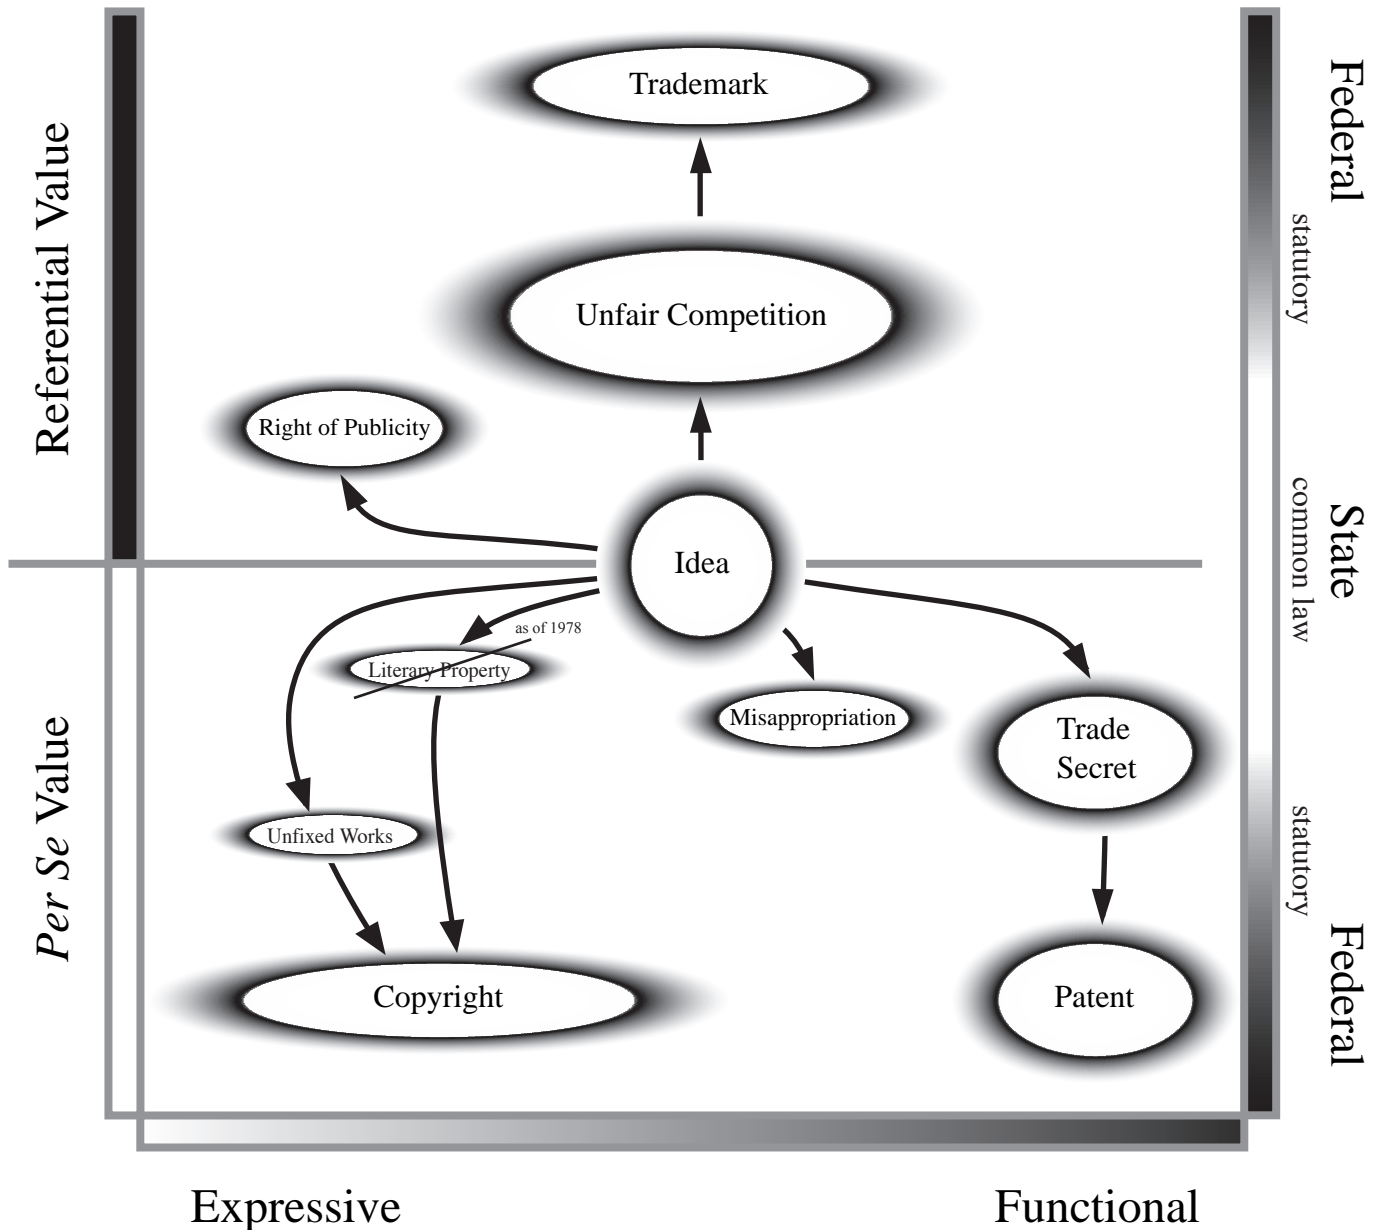 Trademark
Federal
Referential Value
statutory
Unfair Competition
Right of Publicity
common law
State
Idea
as of 1978
Literary Property
Misappropriation
Trade
Secret
Per Se Value
statutory
Unfixed Works
Federal
Copyright
Patent
Expressive
Functional